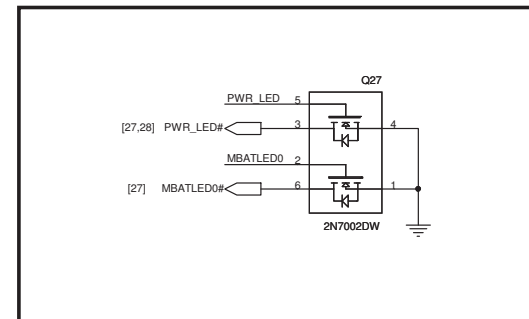 Q27
PWR_LED 5
[27,28] PWR_LED# 3 4
MBATLED0 2
[27] MBATLED0# 6 1
2N7002DW